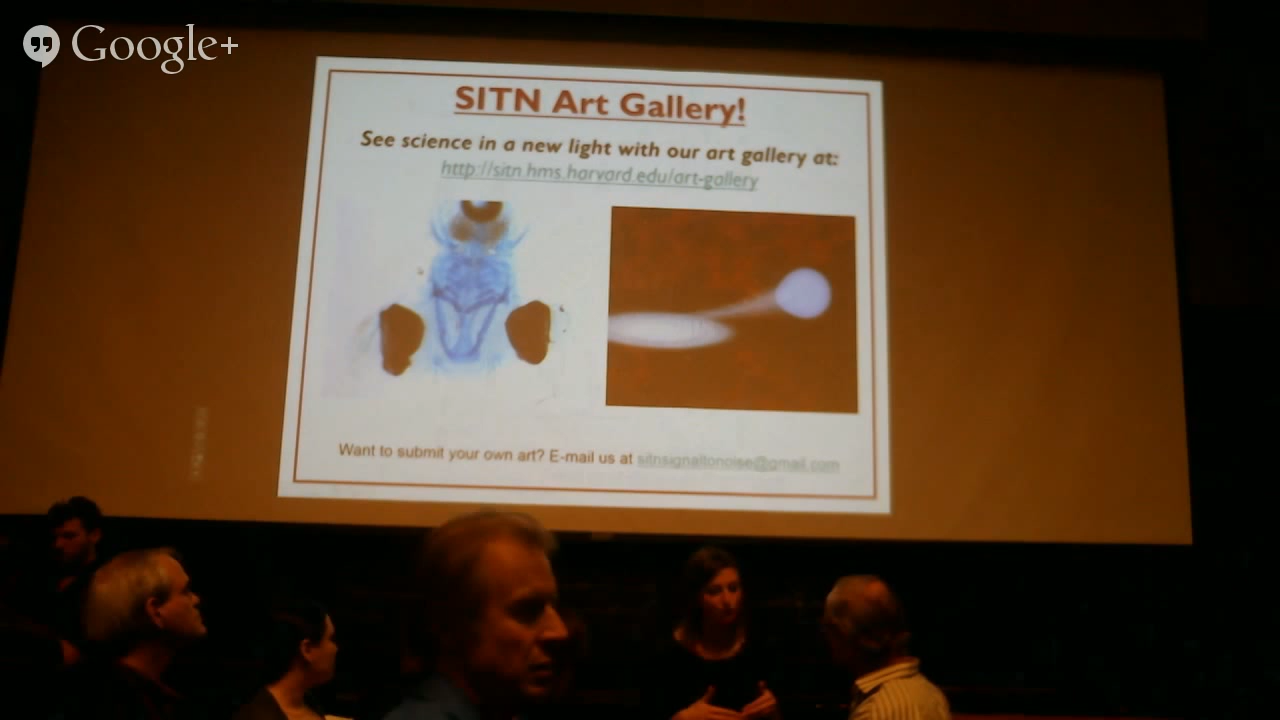 Google+
SITN Art Gallery!
See science in a new light with our art gallery at:
http://sitn.hms.harvard.edu/art-gallery
Want to submit your own art? E-mail us at sitnsignaltonoise@gmail.com